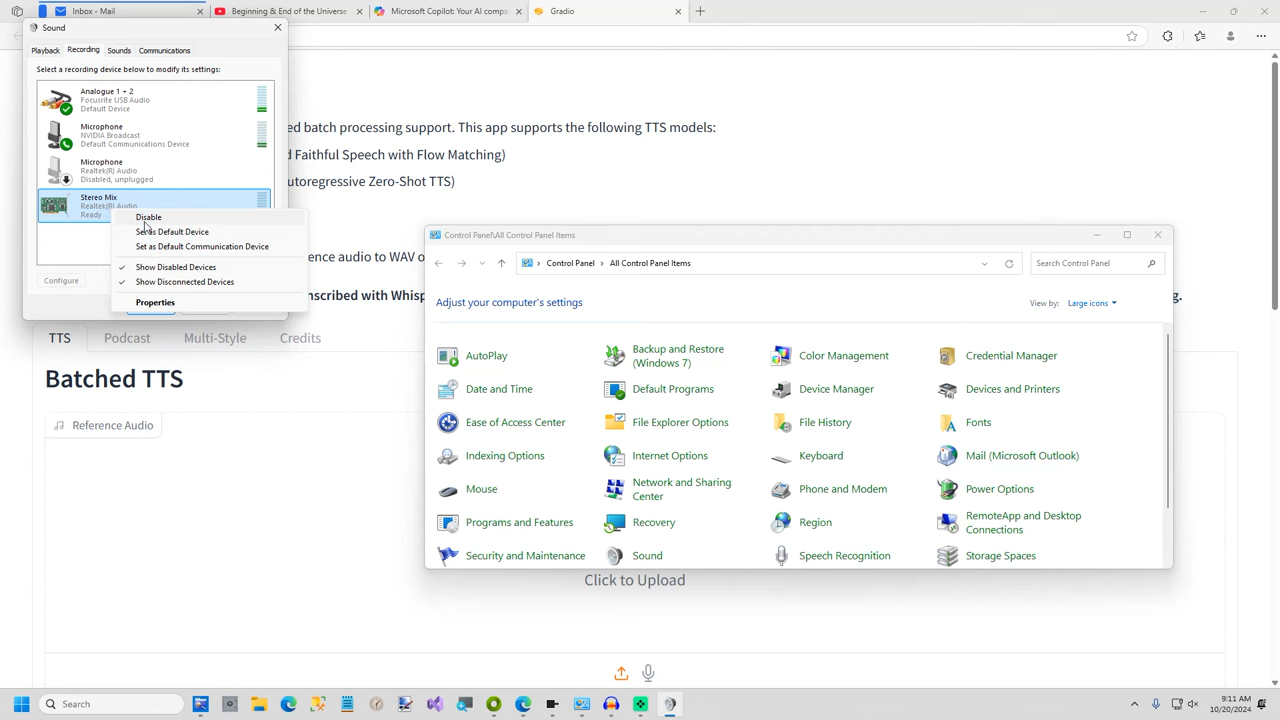 Inbox - Mail
Beginning & End of the Universe
Microsoft Copilot: Your AI compa
Gradio
Sound
Playback
Recording
Sounds
Communications
Select a recording device below to modify its settings:
Analogue 1 + 2
Focusrite USB Audio
Default Device
Microphone
NVIDIA Broadcast
Default Communications Device
Microphone
Realtek(R) Audio
Disabled, unplugged
Stereo Mix
Realtek(R) Audio
Ready
Disable
Set as Default Device
Set as Default Communication Device
Show Disabled Devices
Show Disconnected Devices
Properties
Configure
ed batch processing support. This app supports the following TTS models:
d Faithful Speech with Flow Matching)
utoregressive Zero-Shot TTS)
ence audio to WAV o
nscribed with Whisp
g.
Control Panel\All Control Panel Items
Control Panel
All Control Panel Items
Search Control Panel
Adjust your computer's settings
View by:
Large icons
AutoPlay
Backup and Restore
(Windows 7)
Color Management
Credential Manager
Date and Time
Default Programs
Device Manager
Devices and Printers
Ease of Access Center
File Explorer Options
File History
Fonts
Indexing Options
Internet Options
Keyboard
Mail (Microsoft Outlook)
Mouse
Network and Sharing
Center
Phone and Modem
Power Options
Programs and Features
Recovery
Region
RemoteApp and Desktop
Connections
Security and Maintenance
Sound
Speech Recognition
Storage Spaces
TTS
Podcast
Multi-Style
Credits
Batched TTS
Reference Audio
Click to Upload
Search
9:11 AM
10/20/2024